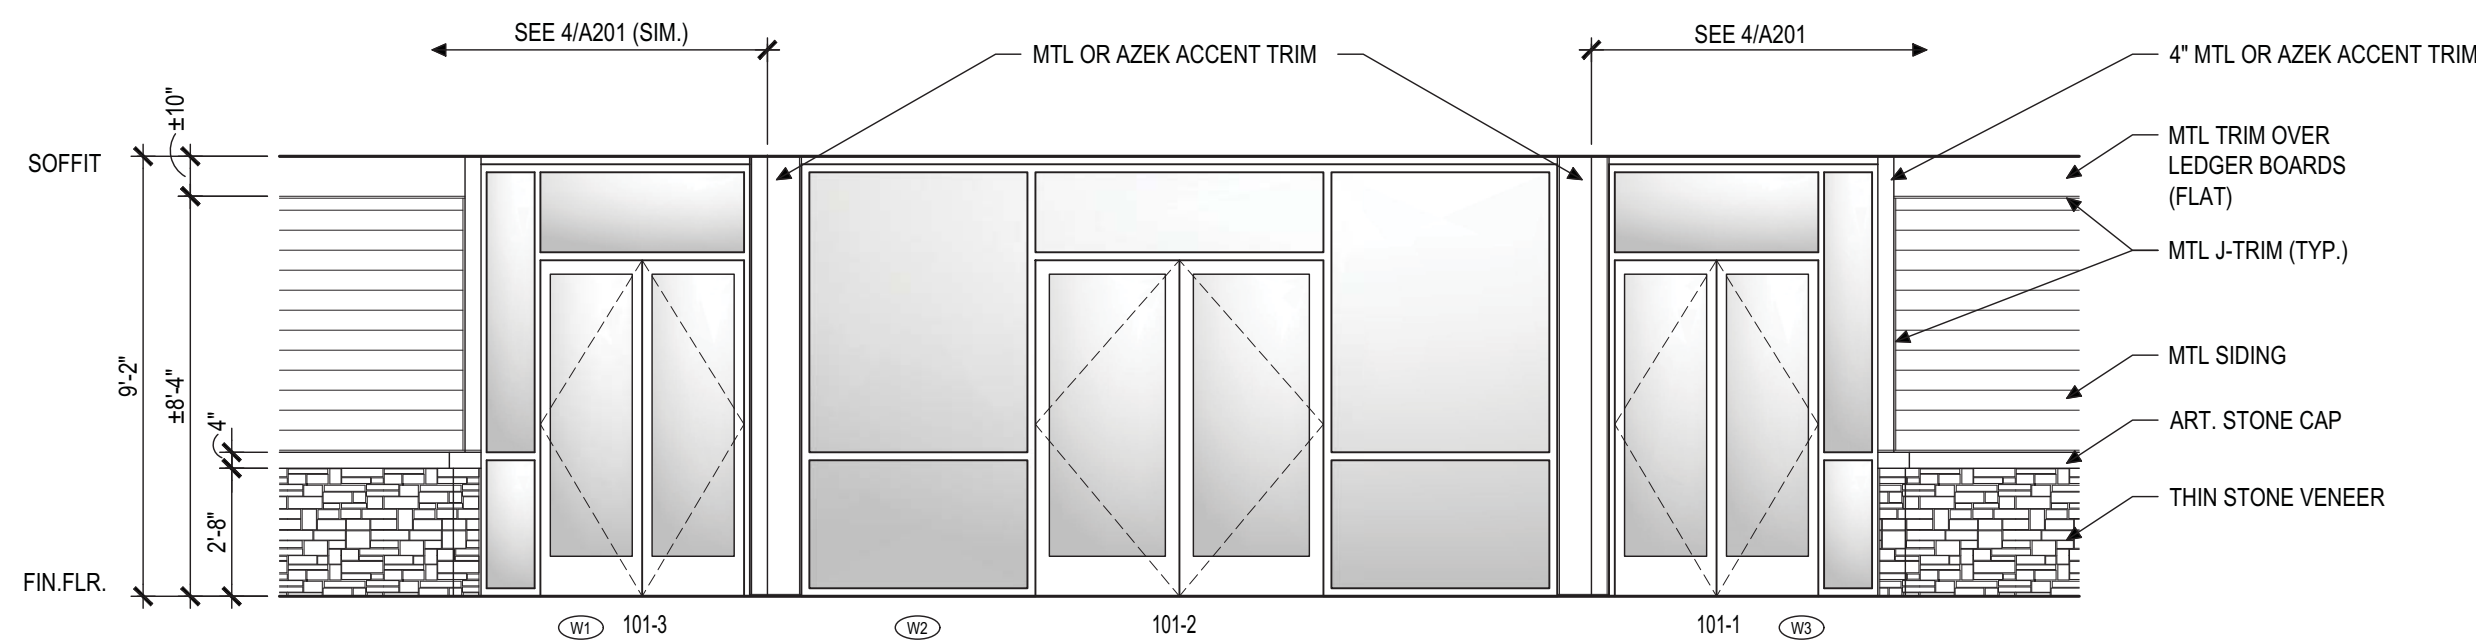 SEE 4/A201 (SIM.)
SEE 4/A201
MTL OR AZEK ACCENT TRIM
4" MTL OR AZEK ACCENT TRIM
±10"
MTL TRIM OVER
LEDGER BOARDS
(FLAT)
SOFFIT
MTL J-TRIM (TYP.)
9'-2"
±8'-4"
4"
2'-8"
MTL SIDING
ART. STONE CAP
THIN STONE VENEER
FIN.FLR.
W1 101-3
W2
101-2
101-1 W3